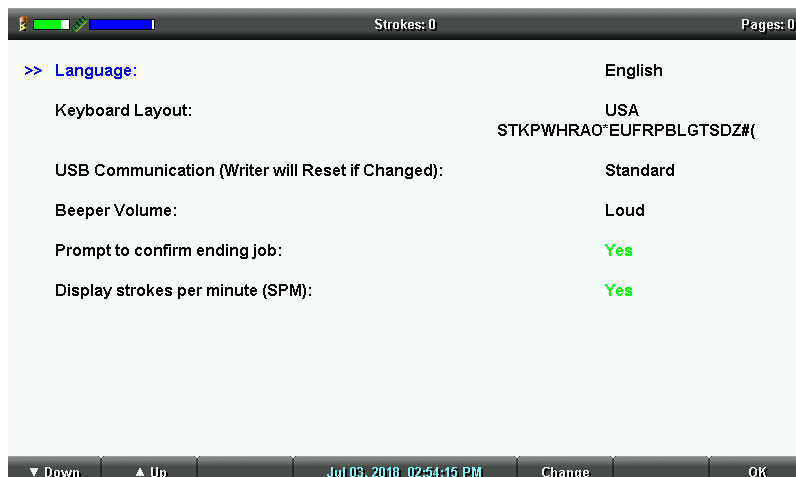 Strokes: 0 Pages: 0
>> Language: English
Keyboard Layout: USA
STKPWHRAO*EUFRPBLGTSDZ#(
USB Communication (Writer will Reset if Changed): Standard
Beeper Volume: Loud
Prompt to confirm ending job: Yes
Display strokes per minute (SPM): Yes
▼ Down ▲ Up Jul 03, 2018 02:54:15 PM Change OK